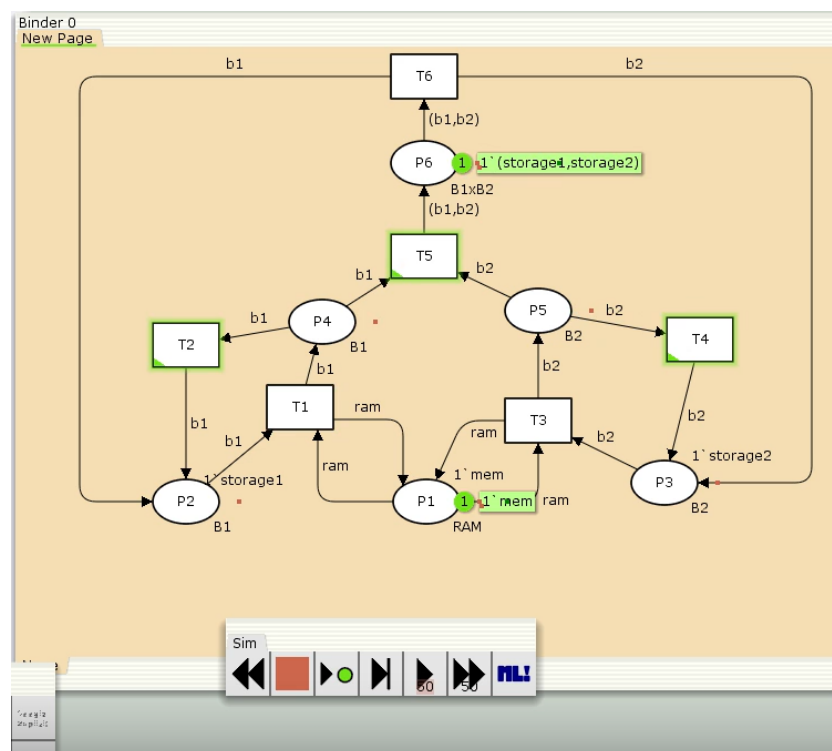 Binder 0
New Page
b1
T6
b2
(b1,b2)
P6
1
1`(storage1,storage2)
B1xB2
(b1,b2)
T5
b1
b2
P4
b1
B1
P5
b2
B2
T2
T4
b1
b2
T1
ram
T3
ram
b1
b1
b2
b2
ram
1`storage1
1`mem
1`storage2
P2
B1
P1
1
1`mem
ram
RAM
P3
B2
Sim
50
50
ML!